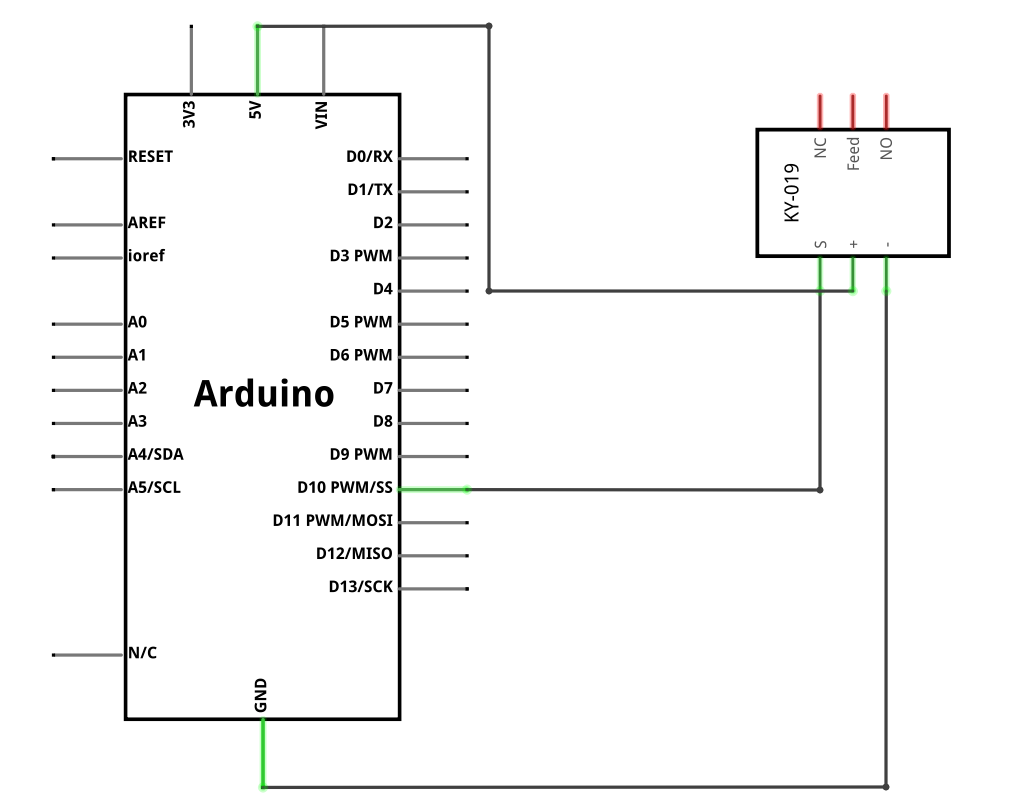 3V3
5V
VIN
RESET
AREF
ioref
A0
A1
A2
A3
A4/SDA
A5/SCL
N/C
Arduino
D0/RX
D1/TX
D2
D3 PWM
D4
D5 PWM
D6 PWM
D7
D8
D9 PWM
D10 PWM/SS
D11 PWM/MOSI
D12/MISO
D13/SCK
GND
KY-019
NC
Feed
NO
S
+
-